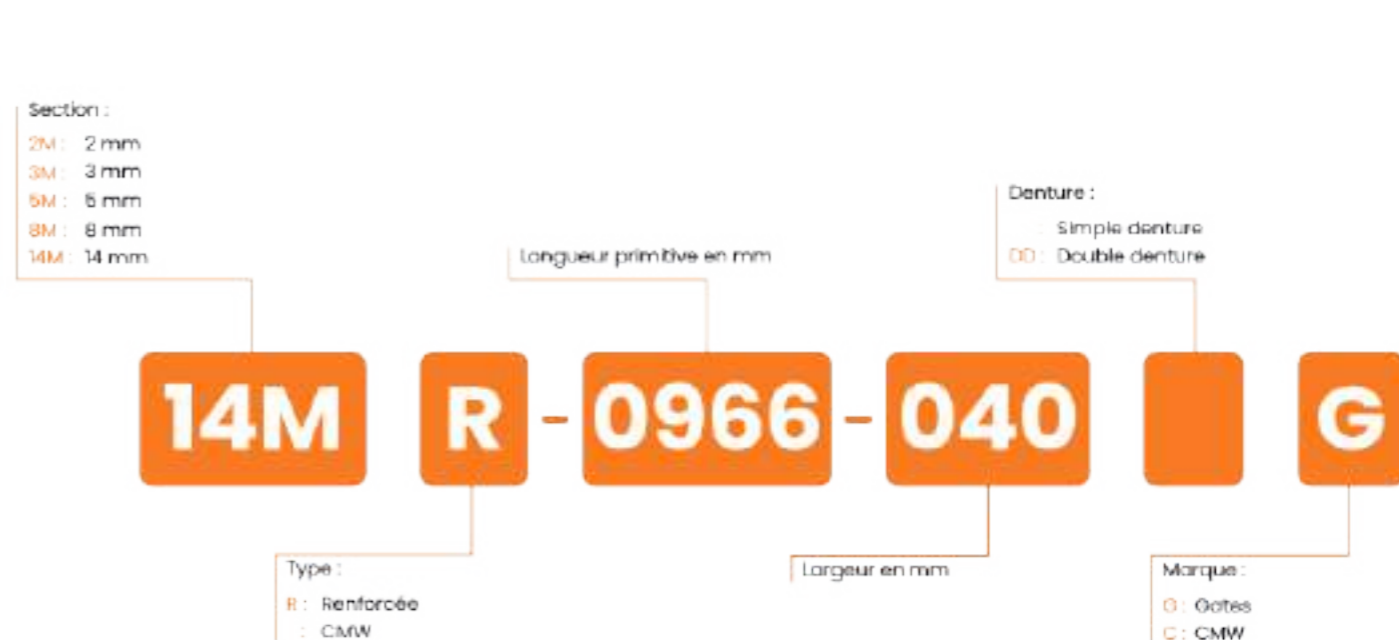 Section :
2M : 2 mm
3M : 3 mm
5M : 5 mm
8M : 8 mm
14M : 14 mm
Denture :
: Simple denture
DD : Double denture
Longueur primitive en mm
14M R - 0966 - 040 G
Type :
R : Renforcée
: CMW
Largeur en mm
Marque :
G : Gates
C : CMW